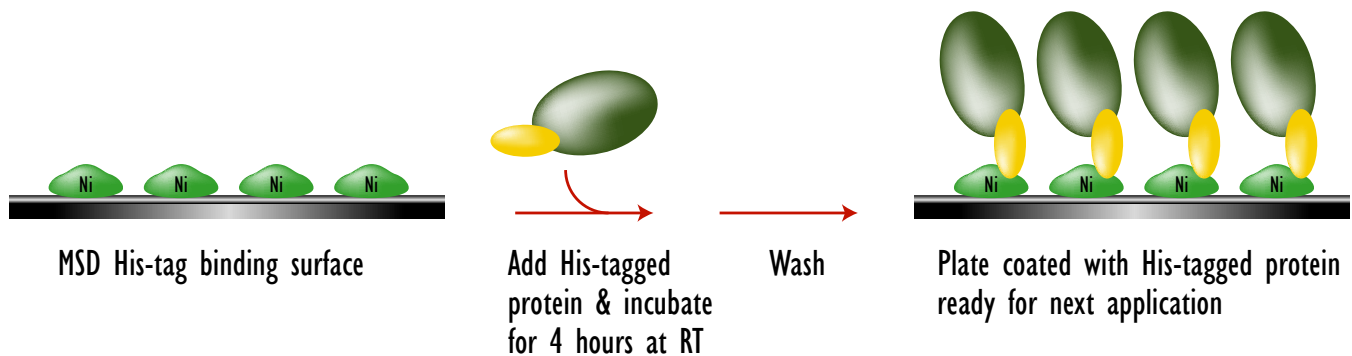 Ni Ni Ni Ni
MSD His-tag binding surface
Add His-tagged
protein & incubate
for 4 hours at RT
Wash
Ni Ni Ni Ni
Plate coated with His-tagged protein
ready for next application